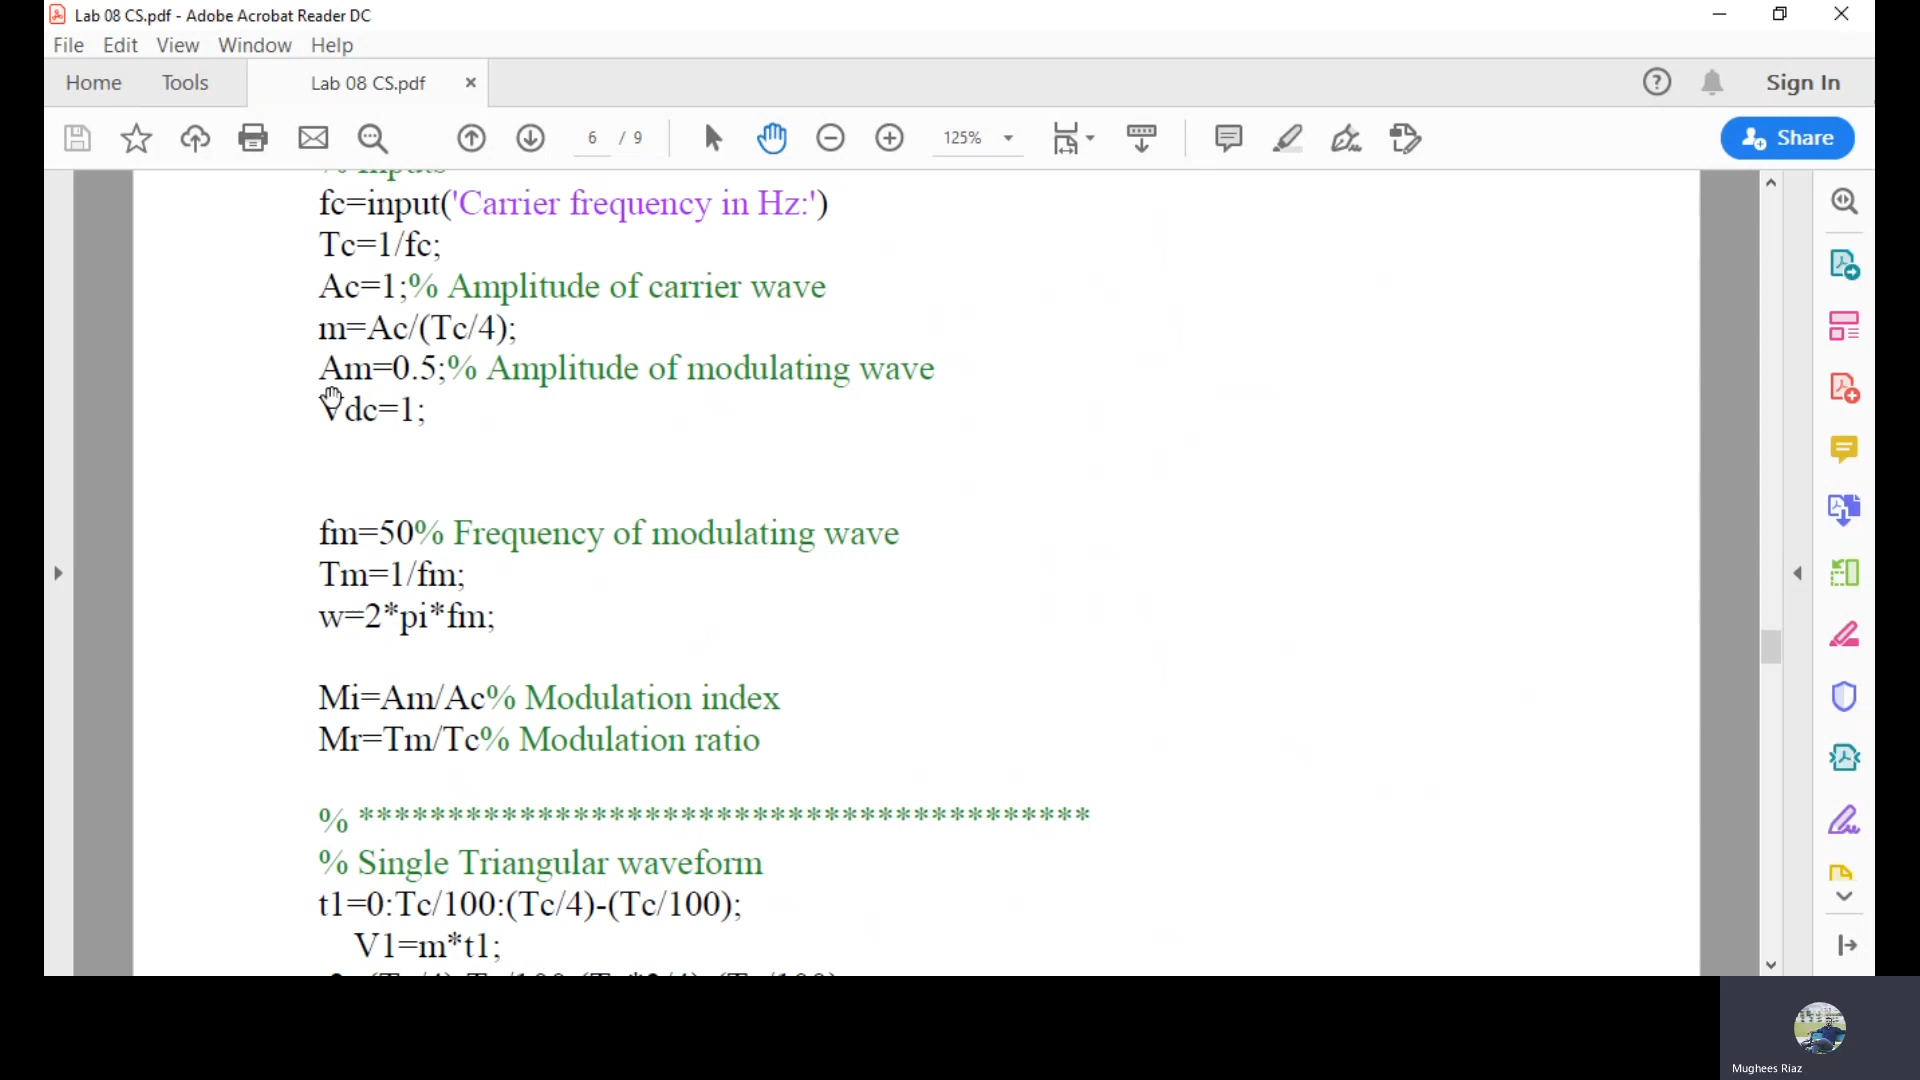 Lab 08 CS.pdf - Adobe Acrobat Reader DC
File Edit View Window Help
Home Tools Lab 08 CS.pdf × Sign In
6 / 9 125% Share
% Inputs
fc=input('Carrier frequency in Hz:')
Tc=1/fc;
Ac=1;% Amplitude of carrier wave
m=Ac/(Tc/4);
Am=0.5;% Amplitude of modulating wave
Vdc=1;
fm=50% Frequency of modulating wave
Tm=1/fm;
w=2*pi*fm;
Mi=Am/Ac% Modulation index
Mr=Tm/Tc% Modulation ratio
% *****************************************
% Single Triangular waveform
t1=0:Tc/100:(Tc/4)-(Tc/100);
V1=m*t1;
Mughees Riaz